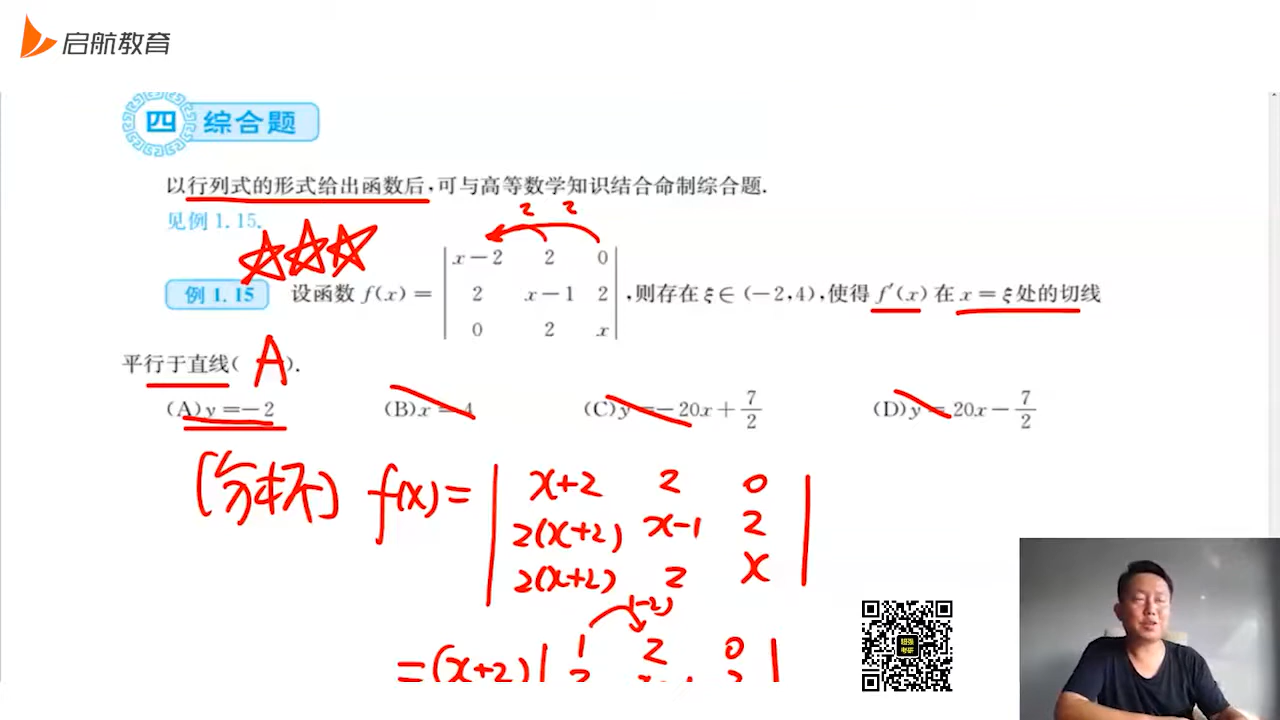 启航教育
四 综合题
以行列式的形式给出函数后,可与高等数学知识结合命制综合题.
见例 1.15.
2 2
x-2 2 0
例 1.15 设函数 f(x)= 2 x-1 2 ,则存在 ξ∈(-2,4),使得 f′(x)在 x=ξ处的切线
0 2 x
平行于直线( A ).
(A)y=-2 (B)x=4 (C)y=-20x+7/2 (D)y=20x-7/2
x+2 2 0
[分析] f(x)= 2(x+2) x-1 2
2(x+2) 2 x
(-2)
=(x+2) 1 2 0